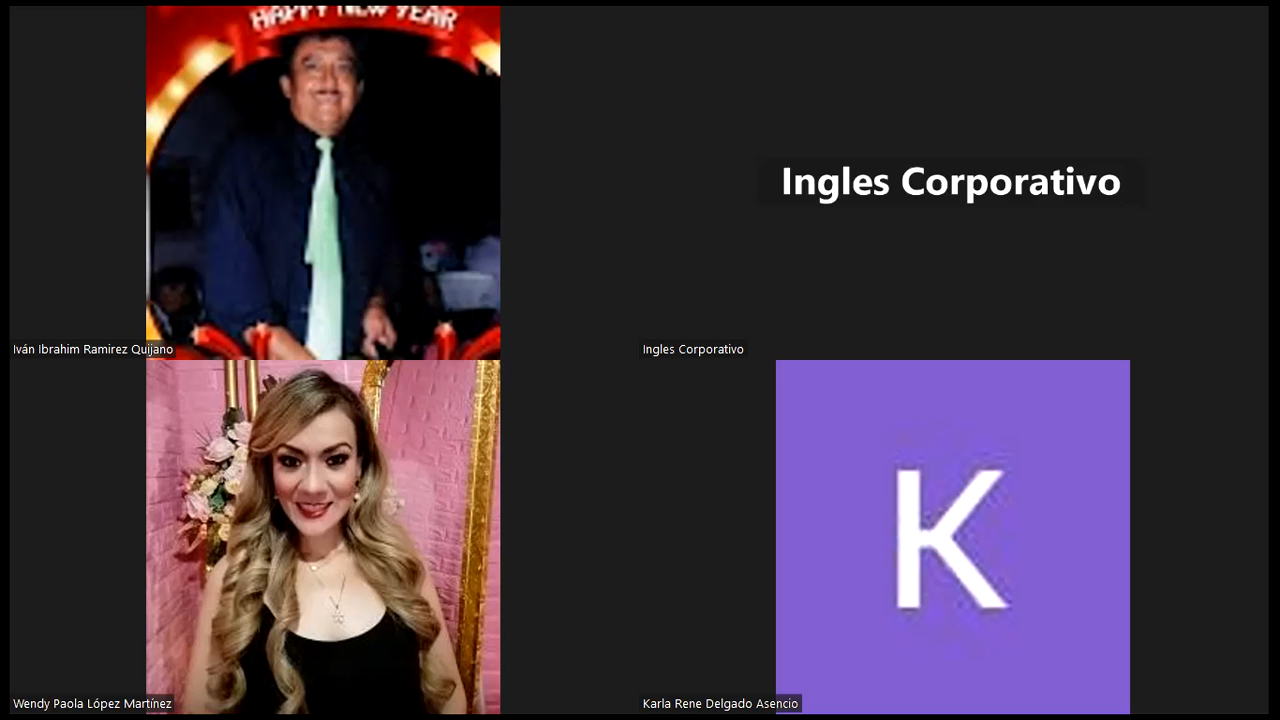 HAPPY NEW YEAR
Ingles Corporativo
Iván Ibrahim Ramirez Quijano
Ingles Corporativo
K
Wendy Paola López Martínez
Karla Rene Delgado Asencio